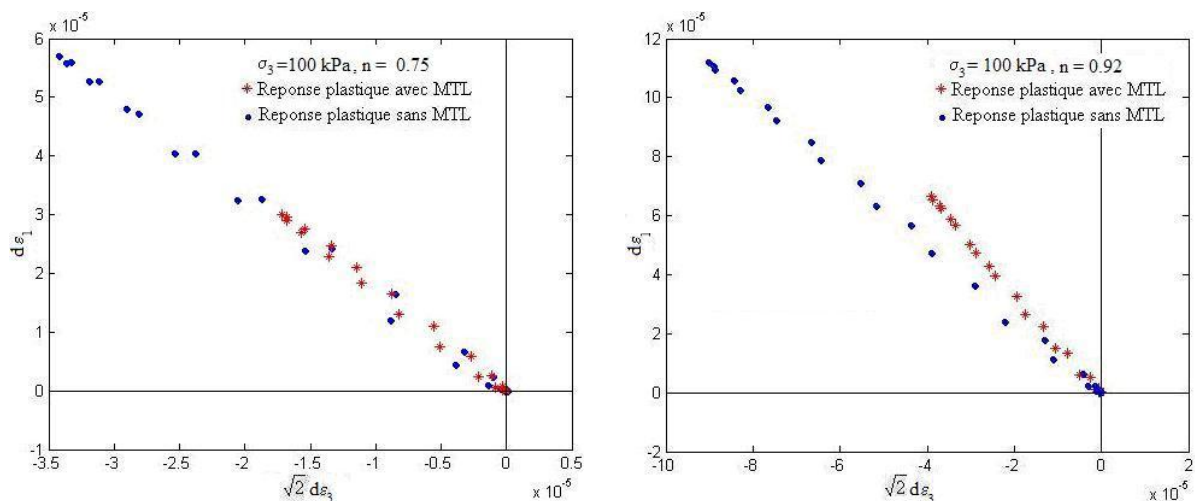 x 10⁻⁵
6
5
4
3
2
1
0
-1
dε₁
σ₃=100 kPa, n = 0.75
Reponse plastique avec MTL
Reponse plastique sans MTL
-3.5 -3 -2.5 -2 -1.5 -1 -0.5 0 0.5
√2 dε₃
x 10⁻⁵
x 10⁻⁵
12
10
8
6
4
2
0
-2
dε₁
σ₃= 100 kPa , n = 0.92
Reponse plastique avec MTL
Reponse plastique sans MTL
-10 -8 -6 -4 -2 0 2
√2 dε₃
x 10⁻⁵